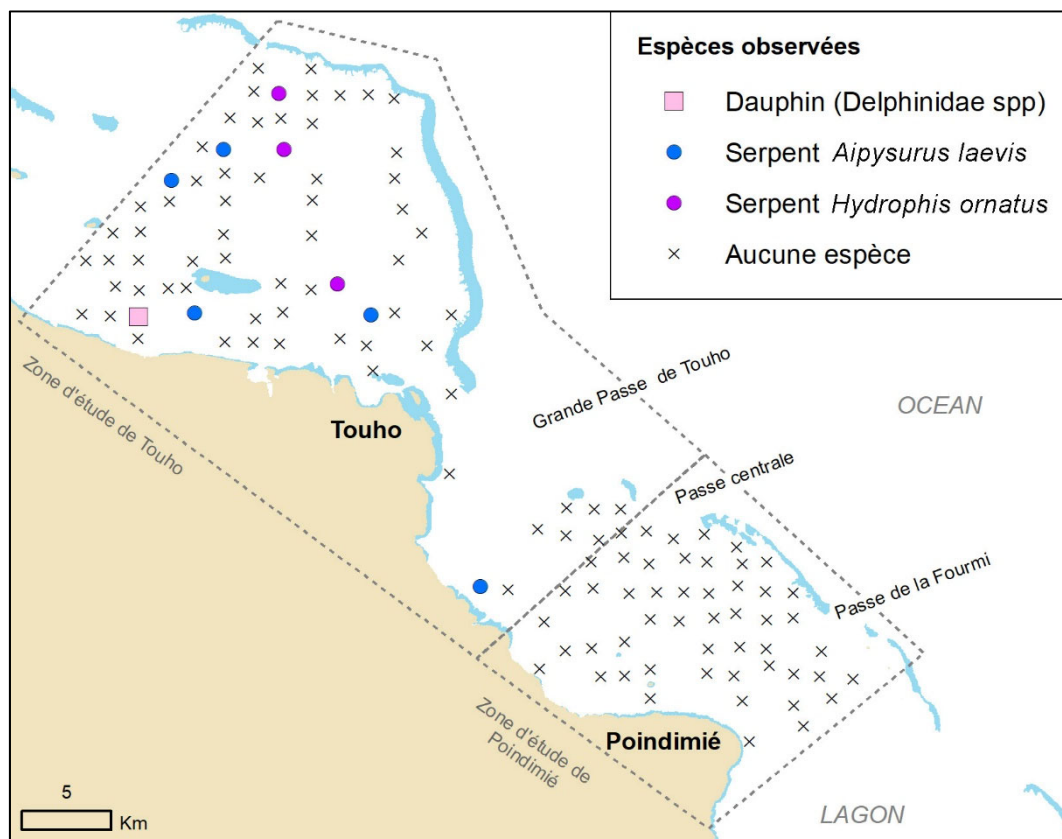 Espèces observées
Dauphin (Delphinidae spp)
Serpent Aipysurus laevis
Serpent Hydrophis ornatus
Aucune espèce
Grande Passe de Touho
OCEAN
Zone d'étude de Touho
Touho
Passe centrale
Passe de la Fourmi
Zone d'étude de
Poindimié
Poindimié
5
Km
LAGON